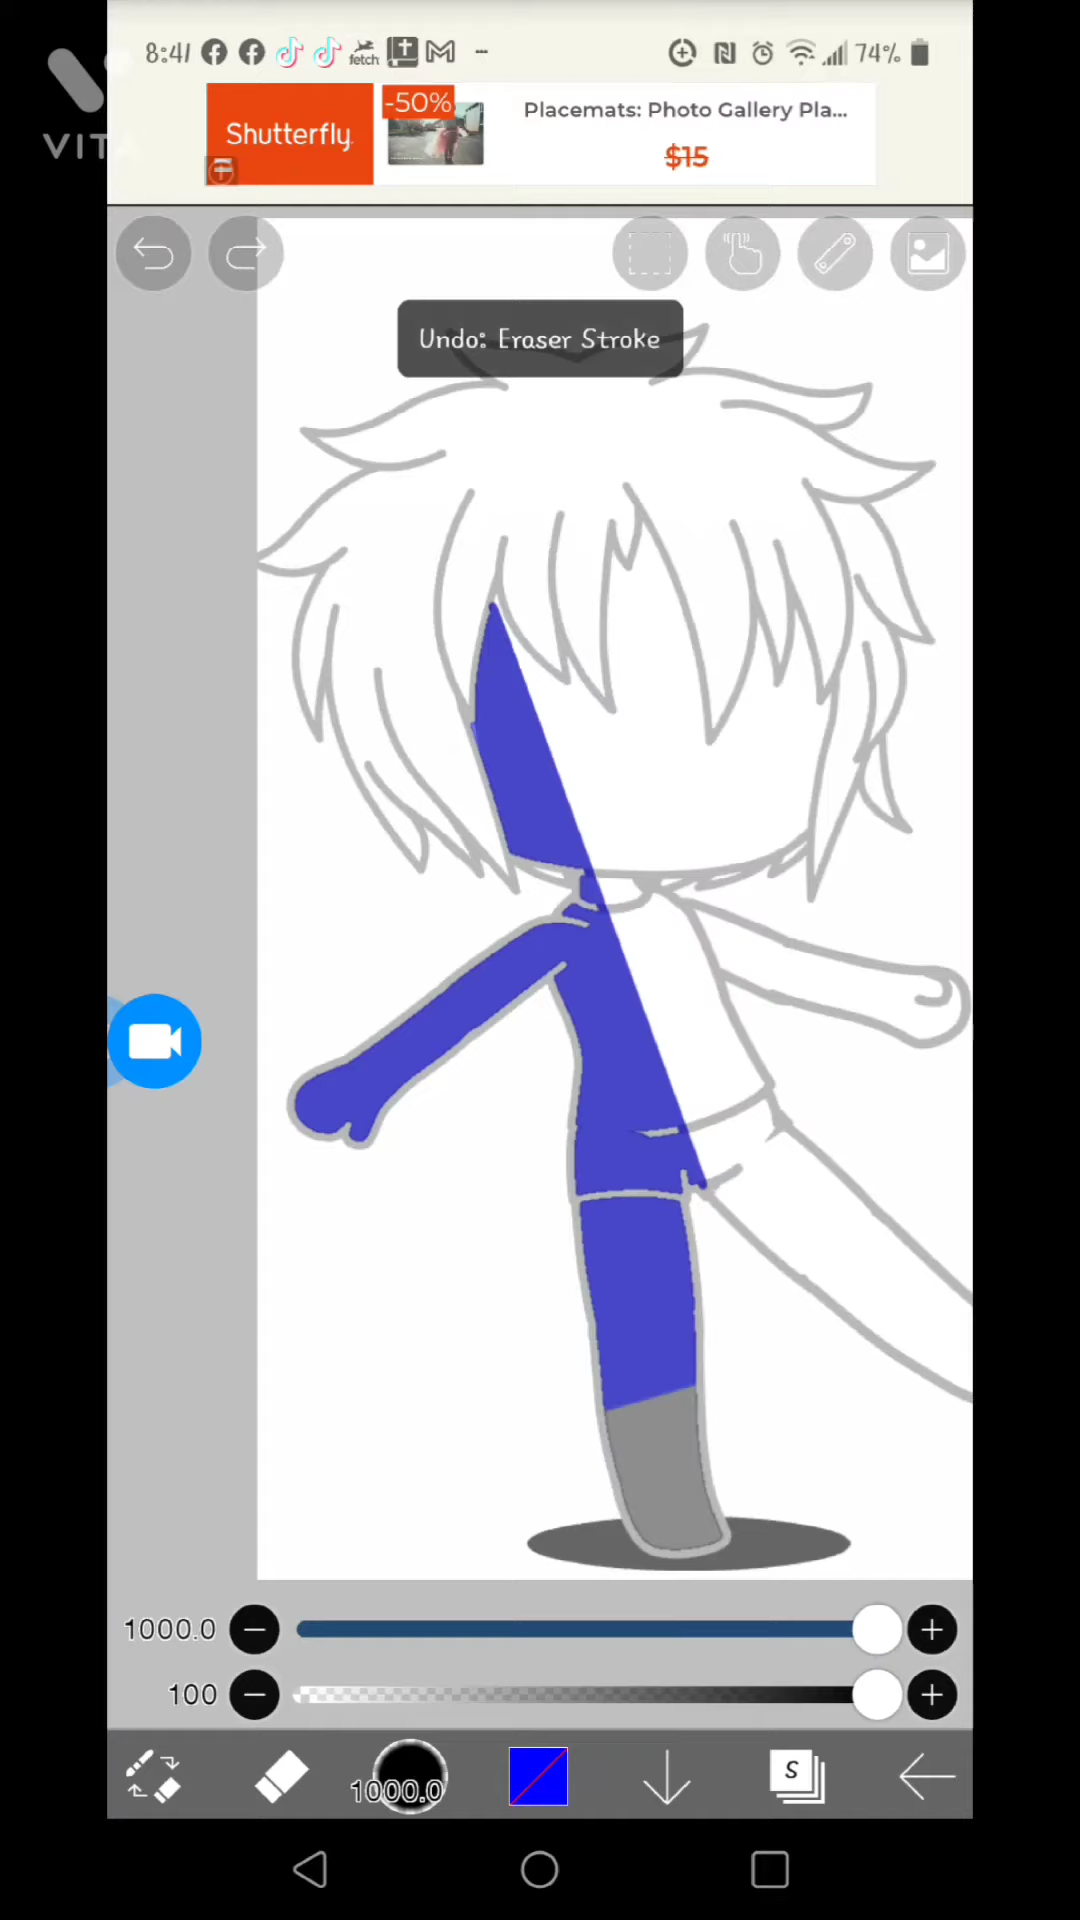 8:41
fetch
74%
VITA
Shutterfly
-50%
Placemats: Photo Gallery Pla...
$15
Undo: Eraser Stroke
1000.0
100
1000.0
S